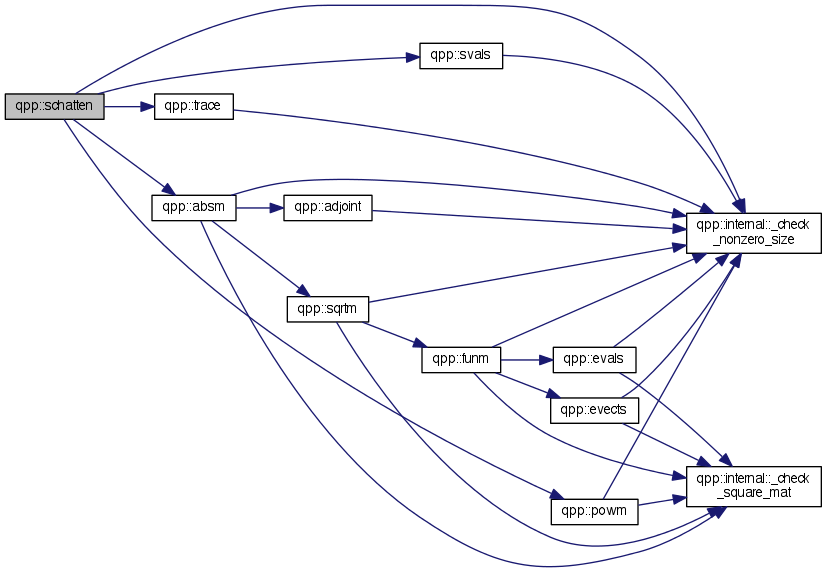 qpp::schatten
qpp::svals
qpp::trace
qpp::absm
qpp::adjoint
qpp::internal::_check
_nonzero_size
qpp::sqrtm
qpp::funm
qpp::evals
qpp::evects
qpp::internal::_check
_square_mat
qpp::powm